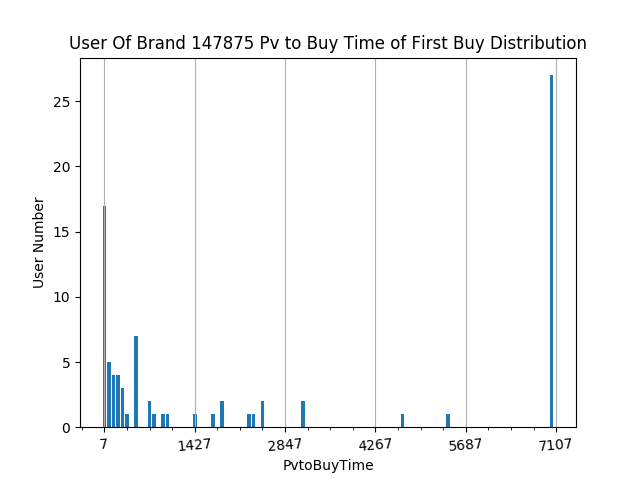 User Of Brand 147875 Pv to Buy Time of First Buy Distribution
25
20
15
10
5
0
User Number
7 1427 2847 4267 5687 7107
PvtoBuyTime